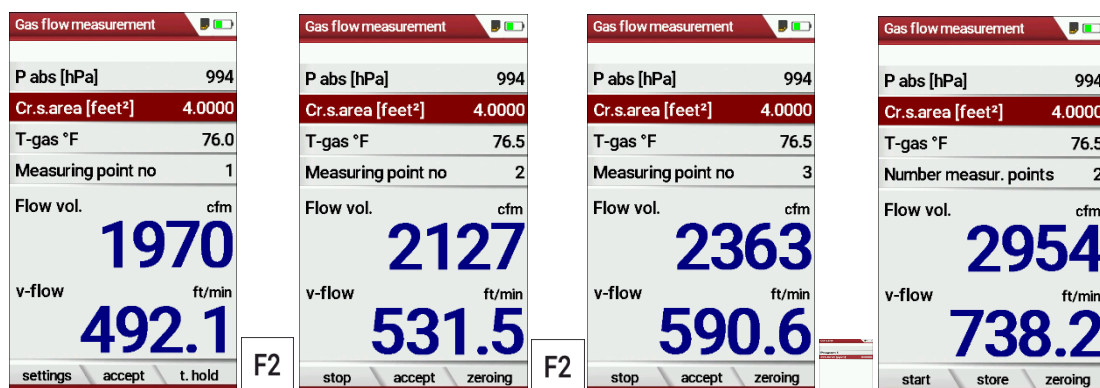 Gas flow measurement
P abs [hPa] 994
Cr.s.area [feet²] 4.0000
T-gas °F 76.0
Measuring point no 1
Flow vol. cfm
1970
v-flow ft/min
492.1
settings accept t. hold
F2
Gas flow measurement
P abs [hPa] 994
Cr.s.area [feet²] 4.0000
T-gas °F 76.5
Measuring point no 2
Flow vol. cfm
2127
v-flow ft/min
531.5
stop accept zeroing
F2
Gas flow measurement
P abs [hPa] 994
Cr.s.area [feet²] 4.0000
T-gas °F 76.5
Measuring point no 3
Flow vol. cfm
2363
v-flow ft/min
590.6
stop accept zeroing
Gas flow measurement
P abs [hPa] 994
Cr.s.area [feet²] 4.0000
T-gas °F 76.5
Number measur. points 2
Flow vol. cfm
2954
v-flow ft/min
738.2
start store zeroing